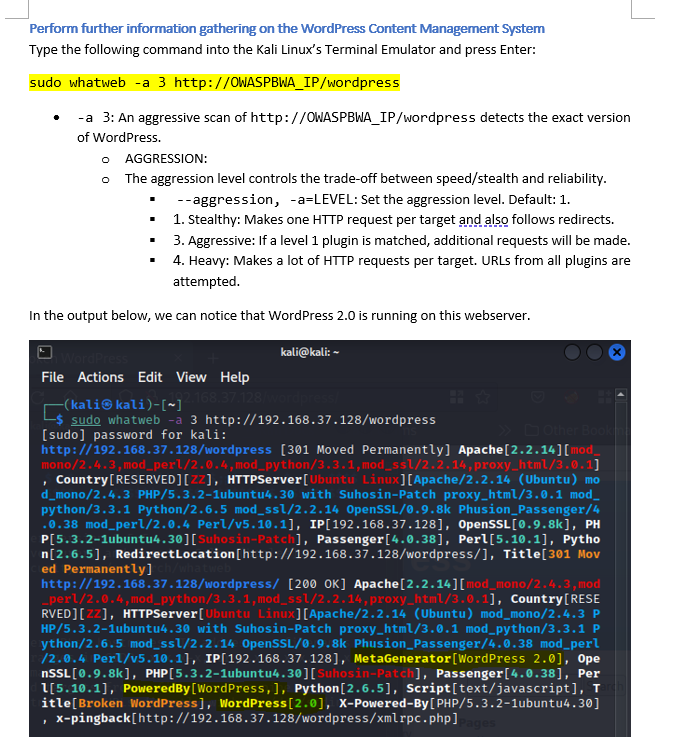 Perform further information gathering on the WordPress Content Management System
Type the following command into the Kali Linux's Terminal Emulator and press Enter:
sudo whatweb -a 3 http://OWASPBWA_IP/wordpress
• -a 3: An aggressive scan of http://OWASPBWA_IP/wordpress detects the exact version
of WordPress.
o AGGRESSION:
o The aggression level controls the trade-off between speed/stealth and reliability.
▪ --aggression, -a=LEVEL: Set the aggression level. Default: 1.
▪ 1. Stealthy: Makes one HTTP request per target and also follows redirects.
▪ 3. Aggressive: If a level 1 plugin is matched, additional requests will be made.
▪ 4. Heavy: Makes a lot of HTTP requests per target. URLs from all plugins are
attempted.
In the output below, we can notice that WordPress 2.0 is running on this webserver.
kali@kali: ~
File Actions Edit View Help
(kali㉿kali)-[~]
$ sudo whatweb -a 3 http://192.168.37.128/wordpress
[sudo] password for kali:
http://192.168.37.128/wordpress [301 Moved Permanently] Apache[2.2.14][mod_
mono/2.4.3,mod_perl/2.0.4,mod_python/3.3.1,mod_ssl/2.2.14,proxy_html/3.0.1]
, Country[RESERVED][ZZ], HTTPServer[Ubuntu Linux][Apache/2.2.14 (Ubuntu) mo
d_mono/2.4.3 PHP/5.3.2-1ubuntu4.30 with Suhosin-Patch proxy_html/3.0.1 mod_
python/3.3.1 Python/2.6.5 mod_ssl/2.2.14 OpenSSL/0.9.8k Phusion_Passenger/4
.0.38 mod_perl/2.0.4 Perl/v5.10.1], IP[192.168.37.128], OpenSSL[0.9.8k], PH
P[5.3.2-1ubuntu4.30][Suhosin-Patch], Passenger[4.0.38], Perl[5.10.1], Pytho
n[2.6.5], RedirectLocation[http://192.168.37.128/wordpress/], Title[301 Mov
ed Permanently]
http://192.168.37.128/wordpress/ [200 OK] Apache[2.2.14][mod_mono/2.4.3,mod
_perl/2.0.4,mod_python/3.3.1,mod_ssl/2.2.14,proxy_html/3.0.1], Country[RESE
RVED][ZZ], HTTPServer[Ubuntu Linux][Apache/2.2.14 (Ubuntu) mod_mono/2.4.3 P
HP/5.3.2-1ubuntu4.30 with Suhosin-Patch proxy_html/3.0.1 mod_python/3.3.1 P
ython/2.6.5 mod_ssl/2.2.14 OpenSSL/0.9.8k Phusion_Passenger/4.0.38 mod_perl
/2.0.4 Perl/v5.10.1], IP[192.168.37.128], MetaGenerator[WordPress 2.0], Ope
nSSL[0.9.8k], PHP[5.3.2-1ubuntu4.30][Suhosin-Patch], Passenger[4.0.38], Per
l[5.10.1], PoweredBy[WordPress,], Python[2.6.5], Script[text/javascript], T
itle[Broken WordPress], WordPress[2.0], X-Powered-By[PHP/5.3.2-1ubuntu4.30]
, x-pingback[http://192.168.37.128/wordpress/xmlrpc.php]